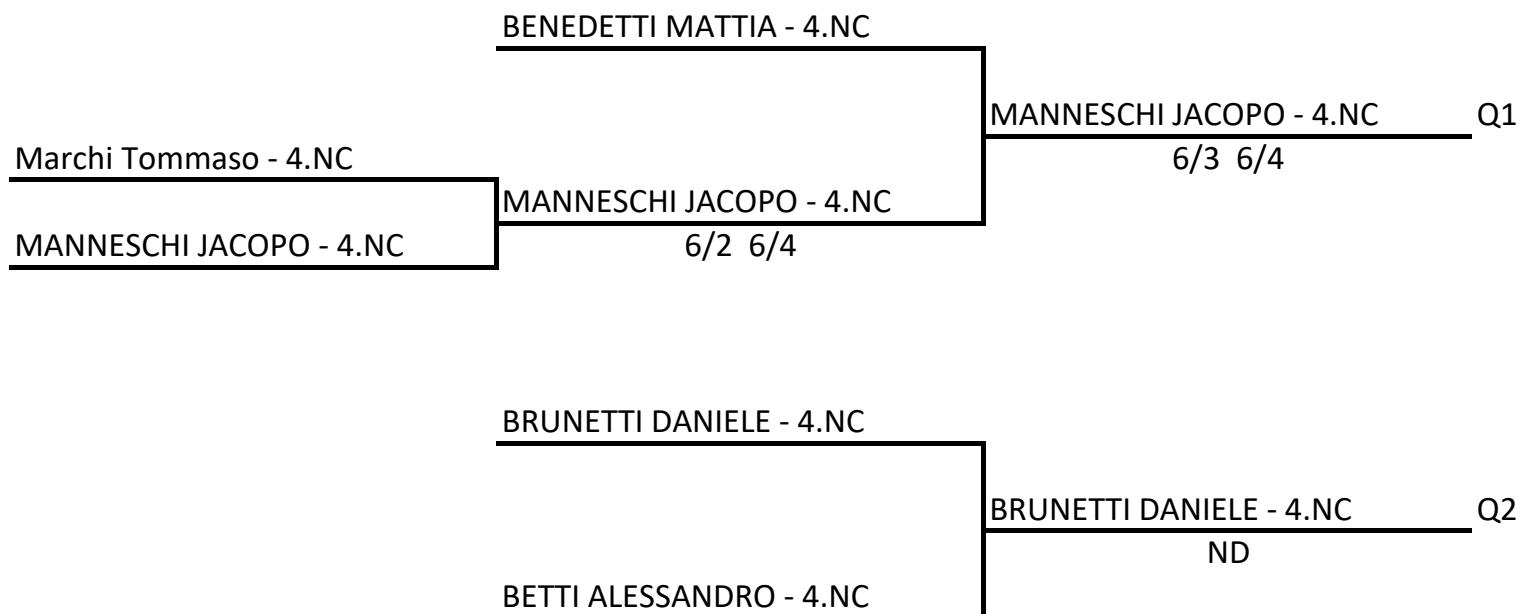 BENEDETTI MATTIA - 4.NC
MANNESCHI JACOPO - 4.NC Q1
Marchi Tommaso - 4.NC
6/3 6/4
MANNESCHI JACOPO - 4.NC
MANNESCHI JACOPO - 4.NC
6/2 6/4
BRUNETTI DANIELE - 4.NC
BRUNETTI DANIELE - 4.NC Q2
ND
BETTI ALESSANDRO - 4.NC